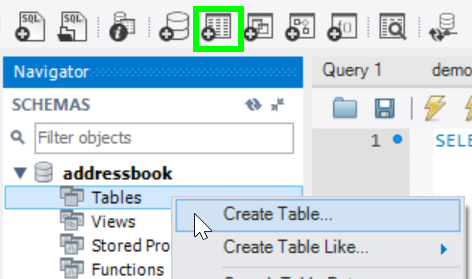 SQL
SQL
Navigator
Query 1
demo
SCHEMAS
Filter objects
1
SELE
addressbook
Tables
Create Table...
Views
Stored Pro
Create Table Like...
Functions